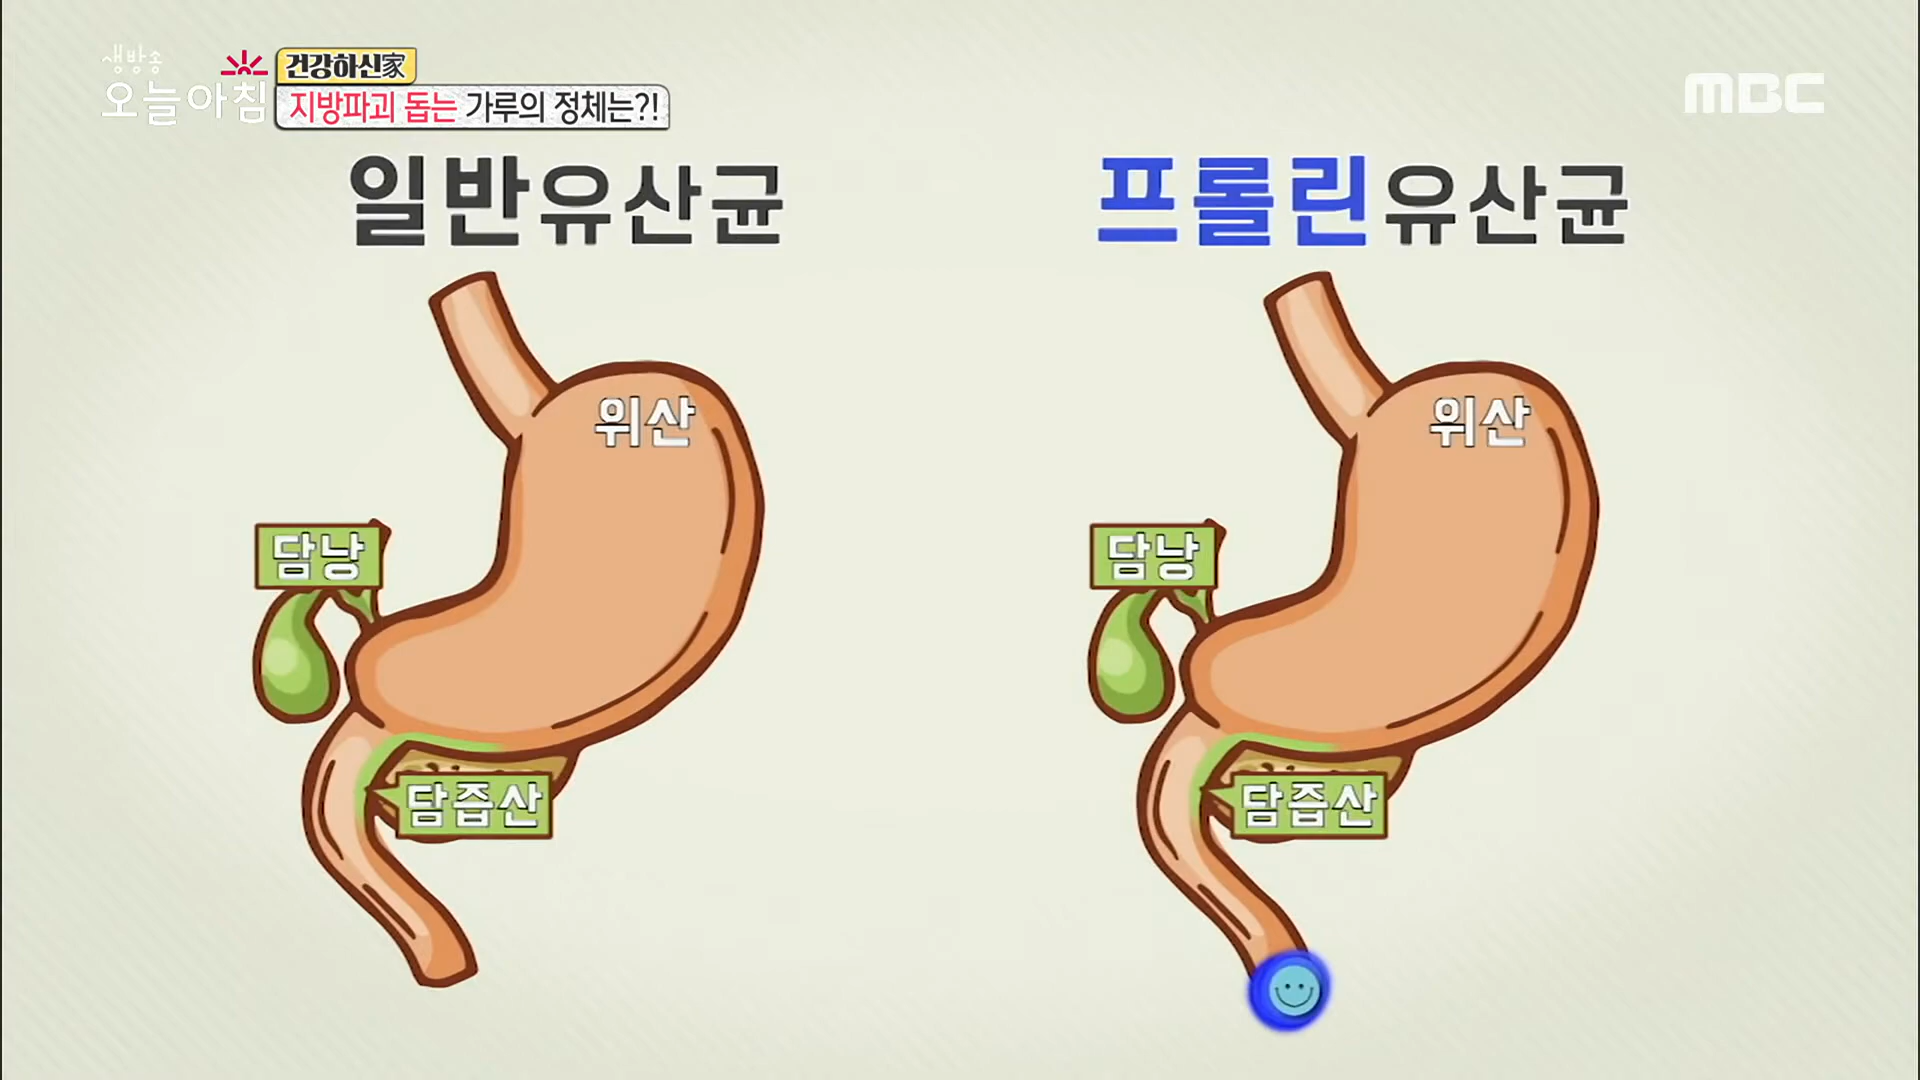 생방송
오늘아침
건강하신家
지방파괴 돕는 가루의 정체는?!
MBC
일반유산균
프롤린유산균
위산
담낭
담즙산
위산
담낭
담즙산